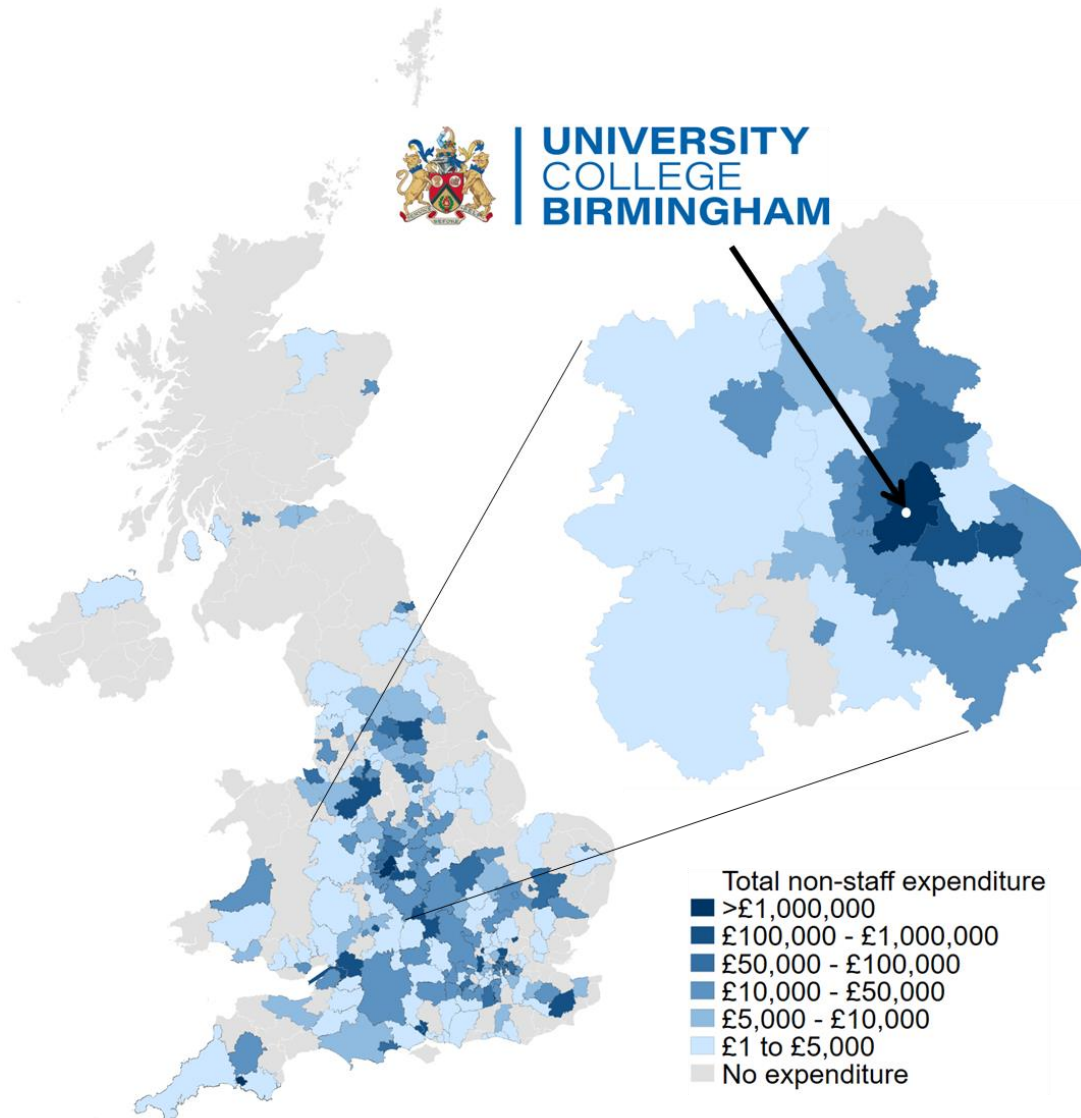 UNIVERSITY
COLLEGE
BIRMINGHAM
Total non-staff expenditure
>£1,000,000
£100,000 - £1,000,000
£50,000 - £100,000
£10,000 - £50,000
£5,000 - £10,000
£1 to £5,000
No expenditure